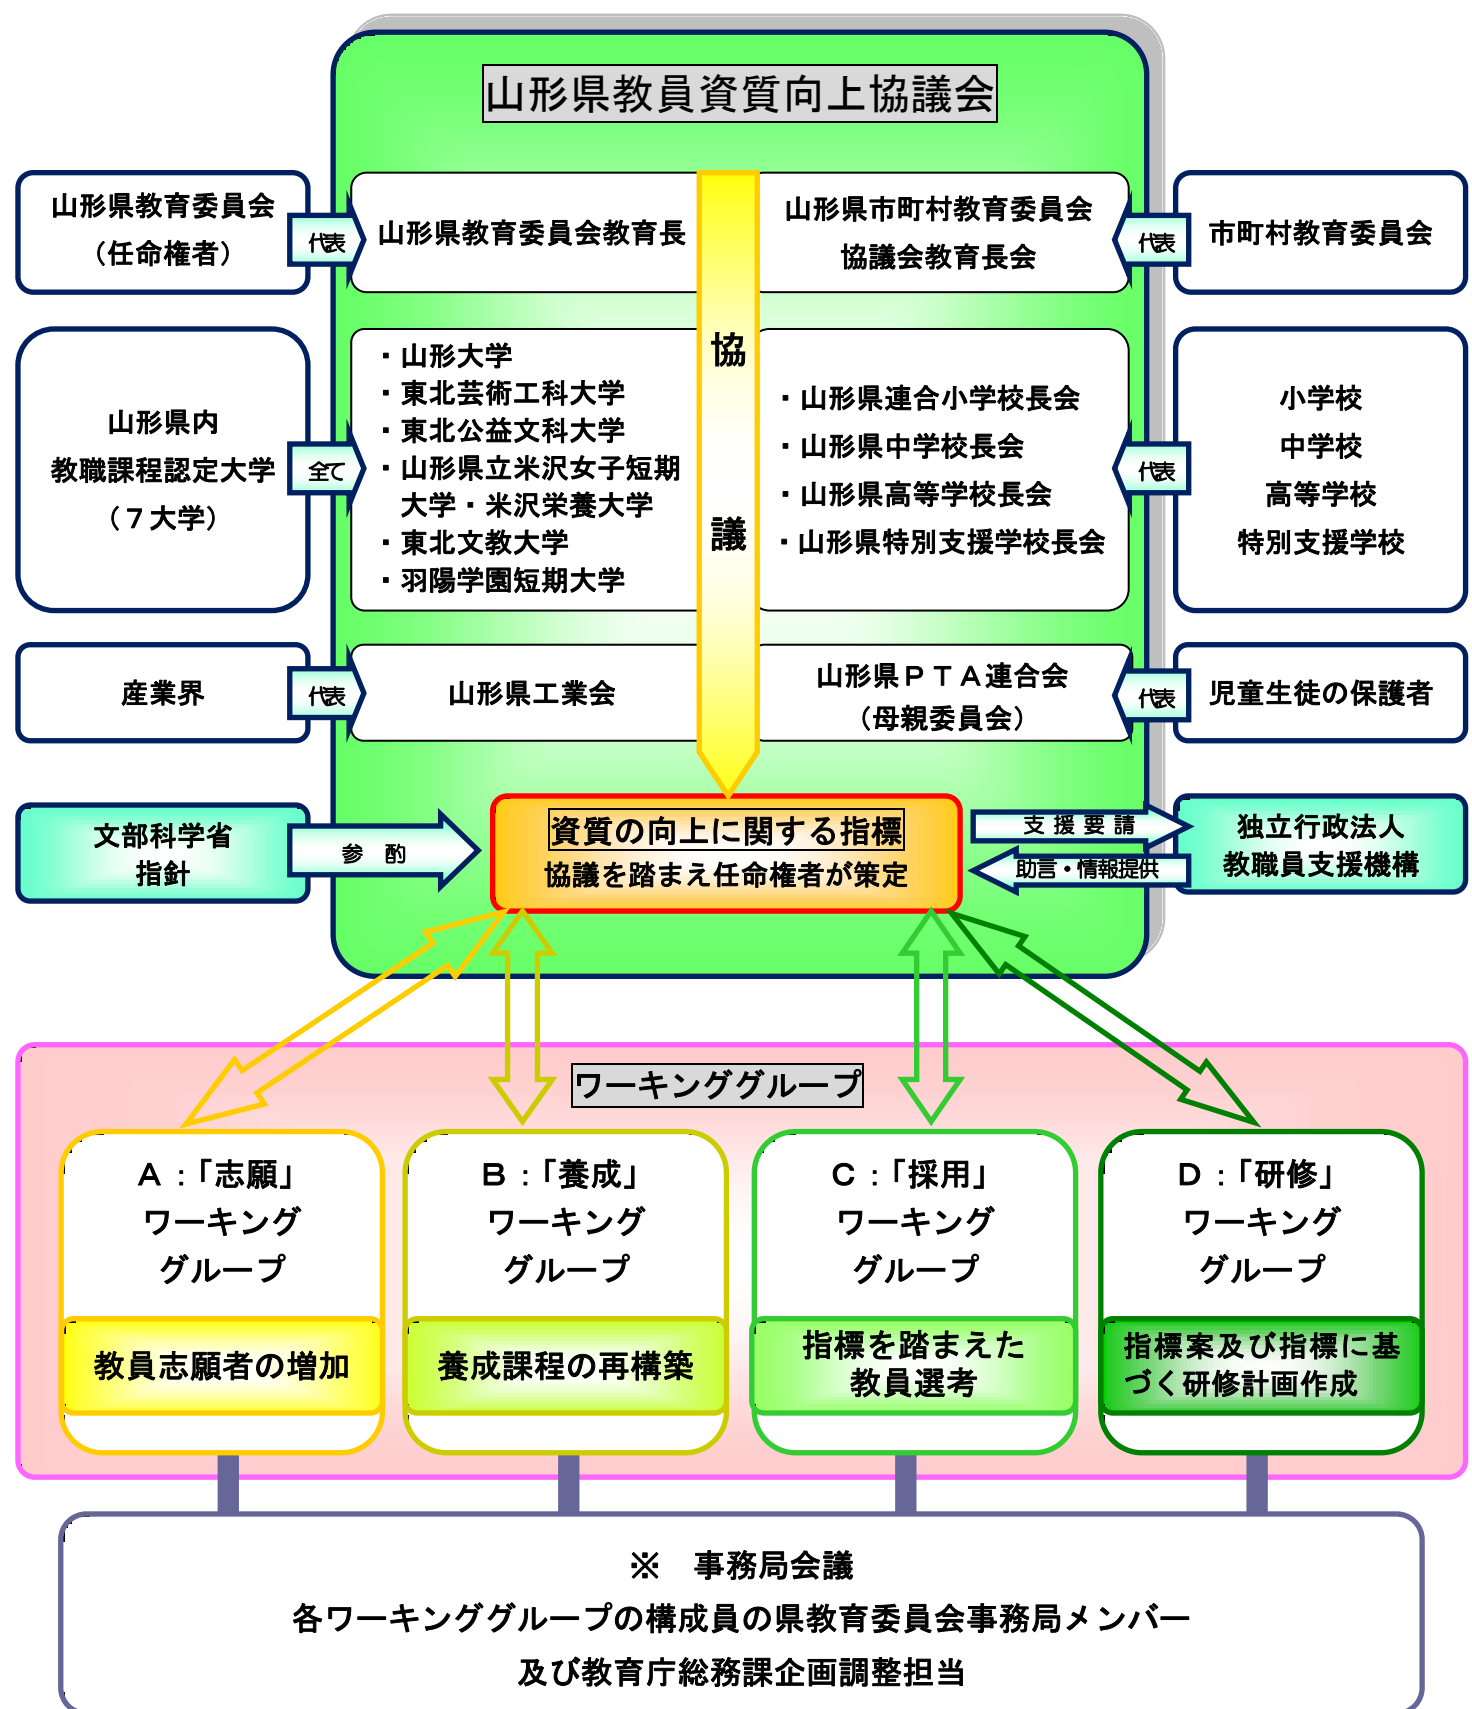 山形県教員資質向上協議会
山形県教育委員会
（任命権者）
代表
山形県教育委員会教育長
山形県市町村教育委員会
協議会教育長会
代表
市町村教育委員会
協
議
山形県内
教職課程認定大学
（７大学）
全て
・山形大学
・東北芸術工科大学
・東北公益文科大学
・山形県立米沢女子短期
大学・米沢栄養大学
・東北文教大学
・羽陽学園短期大学
・山形県連合小学校長会
・山形県中学校長会
・山形県高等学校長会
・山形県特別支援学校長会
代表
小学校
中学校
高等学校
特別支援学校
産業界
代表
山形県工業会
山形県ＰＴＡ連合会
（母親委員会）
代表
児童生徒の保護者
文部科学省
指針
参　酌
資質の向上に関する指標
協議を踏まえ任命権者が策定
支 援 要 請
助言・情報提供
独立行政法人
教職員支援機構
ワーキンググループ
Ａ：「志願」
ワーキング
グループ
教員志願者の増加
Ｂ：「養成」
ワーキング
グループ
養成課程の再構築
Ｃ：「採用」
ワーキング
グループ
指標を踏まえた
教員選考
Ｄ：「研修」
ワーキング
グループ
指標案及び指標に基
づく研修計画作成
※　事務局会議
各ワーキンググループの構成員の県教育委員会事務局メンバー
及び教育庁総務課企画調整担当